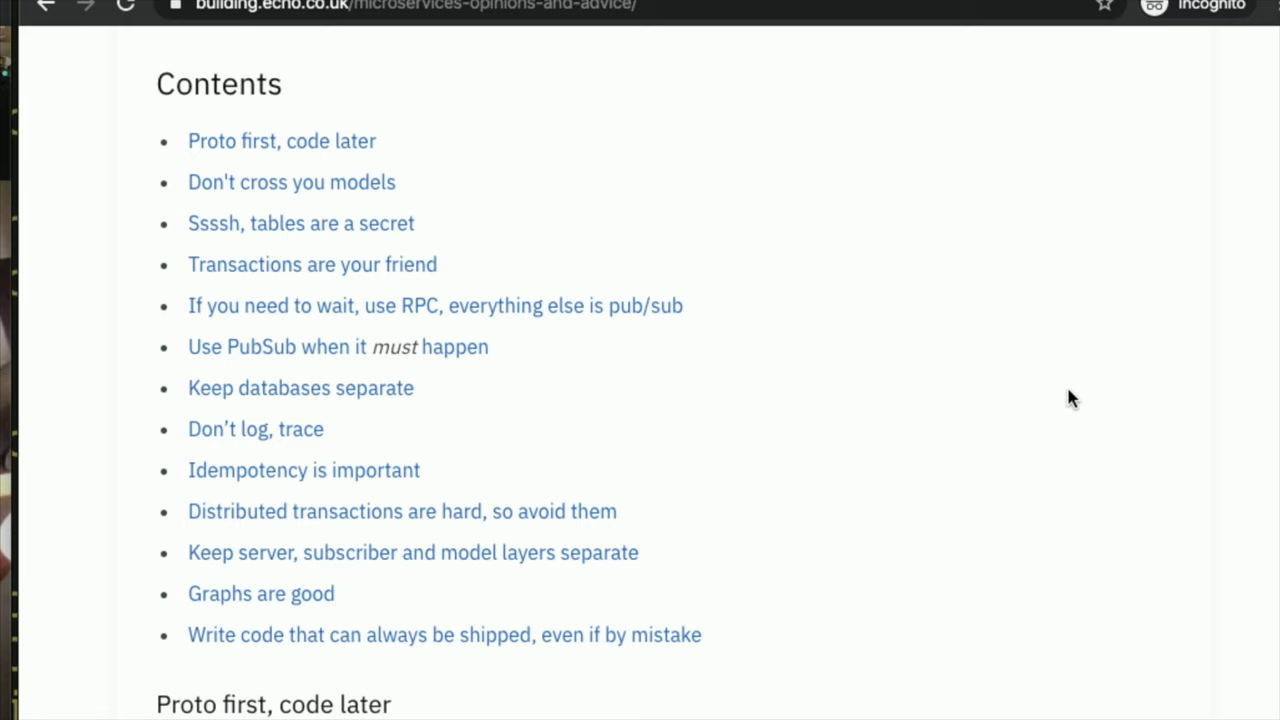 building.echo.co.uk/microservices-opinions-and-advice/
Incognito
Contents
Proto first, code later
Don't cross you models
Ssssh, tables are a secret
Transactions are your friend
If you need to wait, use RPC, everything else is pub/sub
Use PubSub when it must happen
Keep databases separate
Don’t log, trace
Idempotency is important
Distributed transactions are hard, so avoid them
Keep server, subscriber and model layers separate
Graphs are good
Write code that can always be shipped, even if by mistake
Proto first, code later